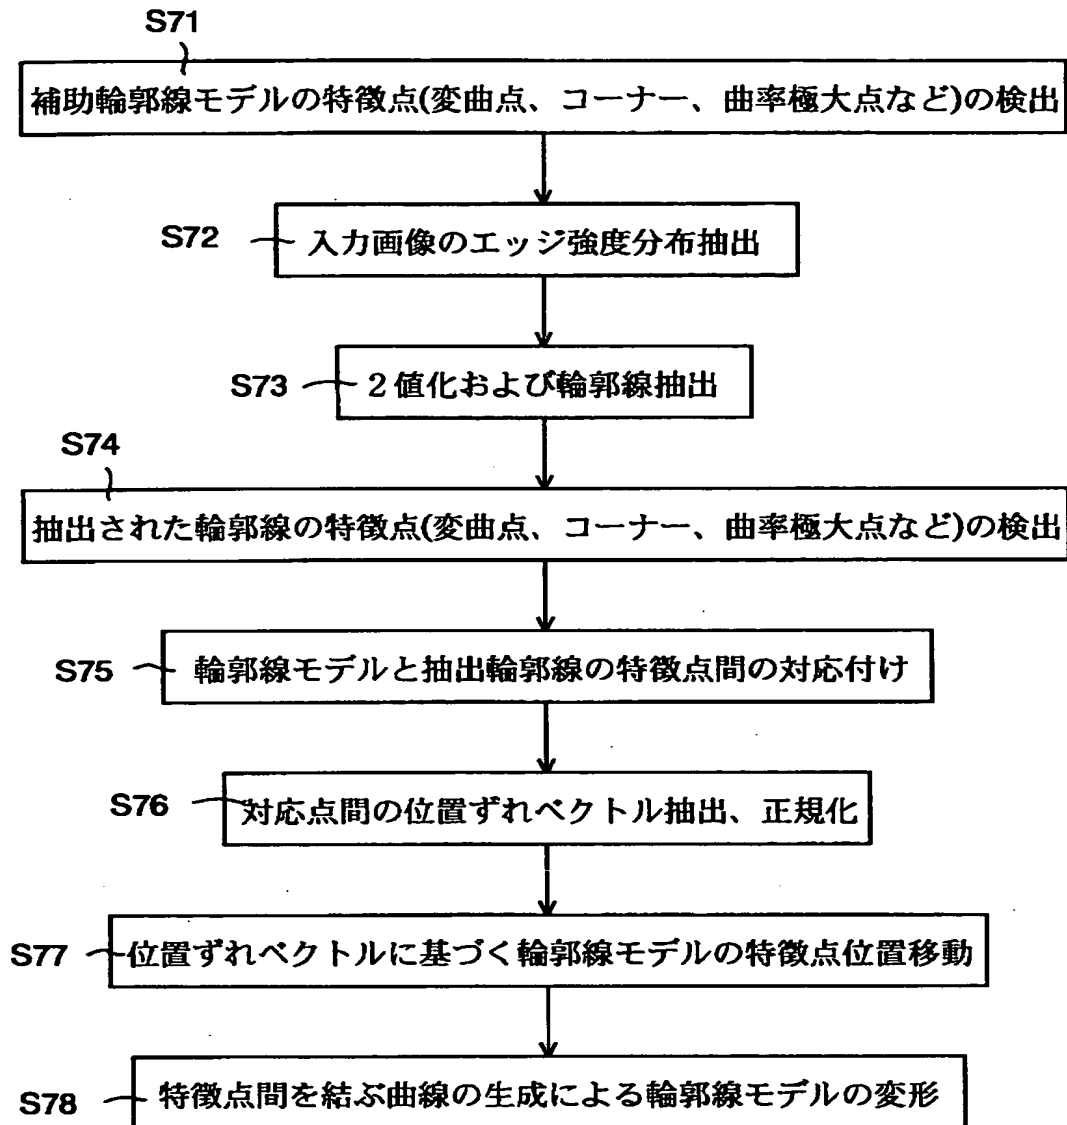 S71
補助輪郭線モデルの特徴点(変曲点、コーナー、曲率極大点など)の検出
S72
入力画像のエッジ強度分布抽出
S73
2値化および輪郭線抽出
S74
抽出された輪郭線の特徴点(変曲点、コーナー、曲率極大点など)の検出
S75
輪郭線モデルと抽出輪郭線の特徴点間の対応付け
S76
対応点間の位置ずれベクトル抽出、正規化
S77
位置ずれベクトルに基づく輪郭線モデルの特徴点位置移動
S78
特徴点間を結ぶ曲線の生成による輪郭線モデルの変形